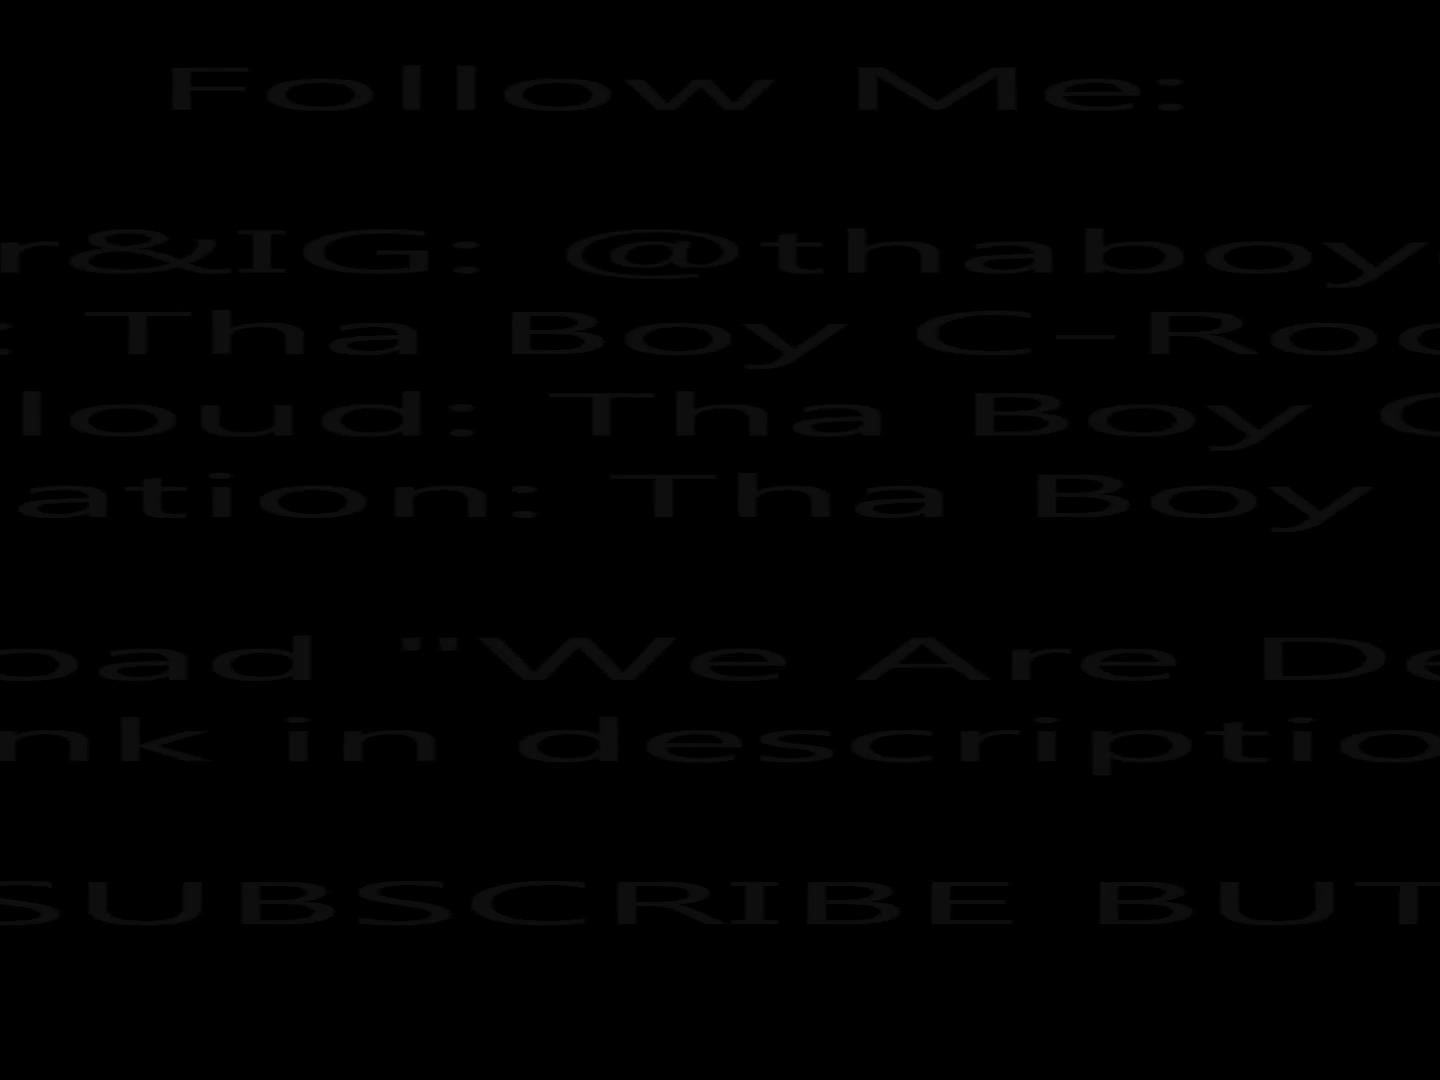 Follow Me:
r&IG: @thaboy
: Tha Boy C-Roc
loud: Tha Boy C
ation: Tha Boy
oad "We Are De
nk in descriptio
SUBSCRIBE BUT